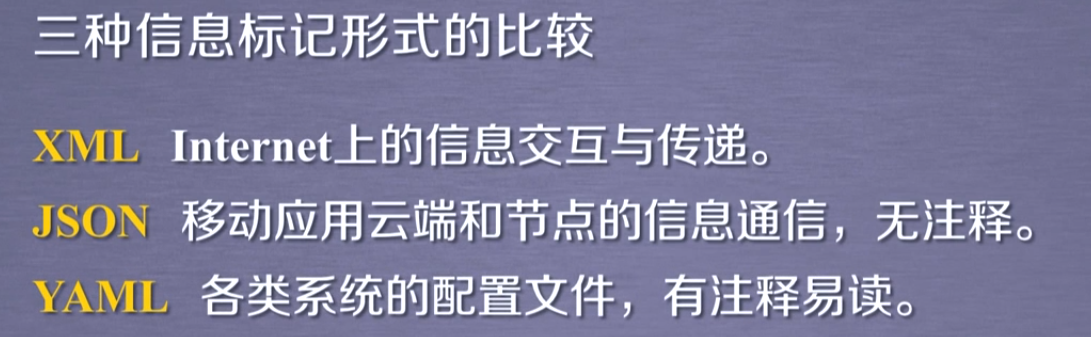 三种信息标记形式的比较
XML Internet上的信息交互与传递。
JSON 移动应用云端和节点的信息通信，无注释。
YAML 各类系统的配置文件，有注释易读。